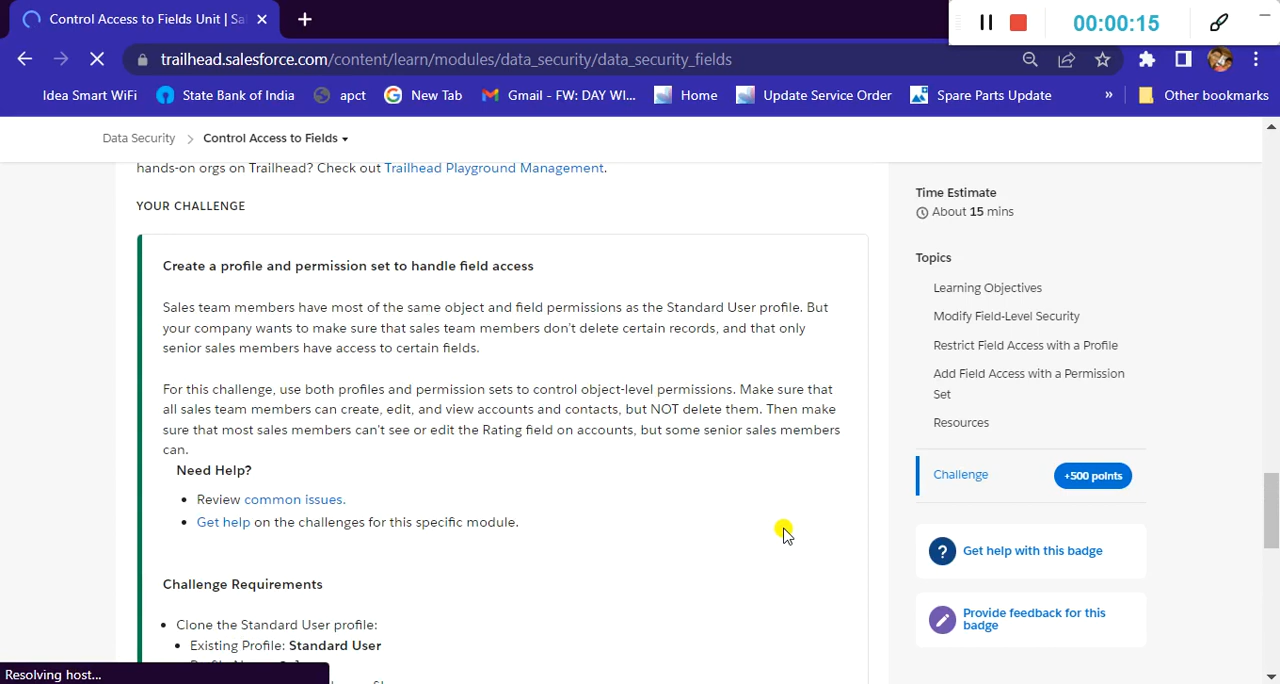 Control Access to Fields Unit | Sa
00:00:15
trailhead.salesforce.com/content/learn/modules/data_security/data_security_fields
Idea Smart WiFi
State Bank of India
apct
New Tab
Gmail - FW: DAY WI...
Home
Update Service Order
Spare Parts Update
»
Other bookmarks
Data Security > Control Access to Fields
hands-on orgs on Trailhead? Check out Trailhead Playground Management.
YOUR CHALLENGE
Create a profile and permission set to handle field access
Sales team members have most of the same object and field permissions as the Standard User profile. But
your company wants to make sure that sales team members don't delete certain records, and that only
senior sales members have access to certain fields.
For this challenge, use both profiles and permission sets to control object-level permissions. Make sure that
all sales team members can create, edit, and view accounts and contacts, but NOT delete them. Then make
sure that most sales members can't see or edit the Rating field on accounts, but some senior sales members
can.
Need Help?
• Review common issues.
• Get help on the challenges for this specific module.
Challenge Requirements
• Clone the Standard User profile:
• Existing Profile: Standard User
Time Estimate
About 15 mins
Topics
Learning Objectives
Modify Field-Level Security
Restrict Field Access with a Profile
Add Field Access with a Permission
Set
Resources
Challenge
+500 points
Get help with this badge
Provide feedback for this
badge
Resolving host...